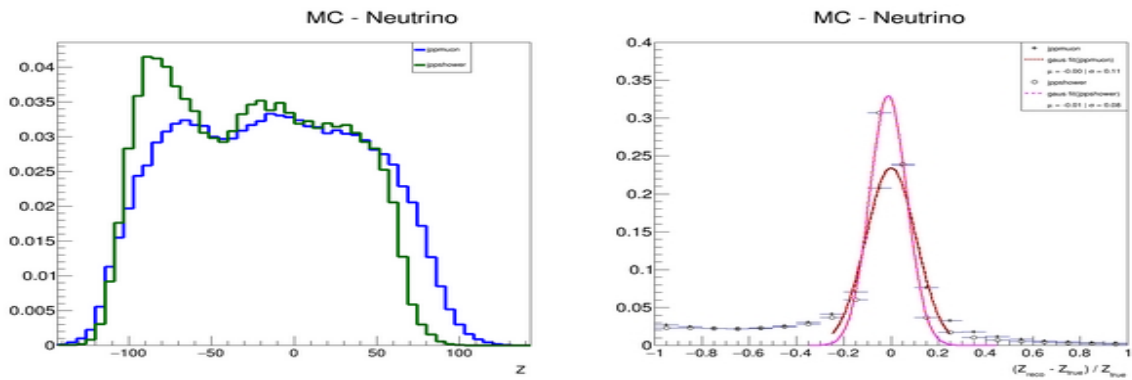 MC - Neutrino
jppmuon
jppshower
0.04
0.035
0.03
0.025
0.02
0.015
0.01
0.005
0
−100
−50
0
50
100
Z
MC - Neutrino
jppmuon
gaus fit(jppmuon)
μ = -0.00 | σ = 0.11
jppshower
gaus fit(jppshower)
μ = -0.01 | σ = 0.08
0.4
0.35
0.3
0.25
0.2
0.15
0.1
0.05
0
−1
−0.8
−0.6
−0.4
−0.2
0
0.2
0.4
0.6
0.8
1
(Zreco - Ztrue) / Ztrue